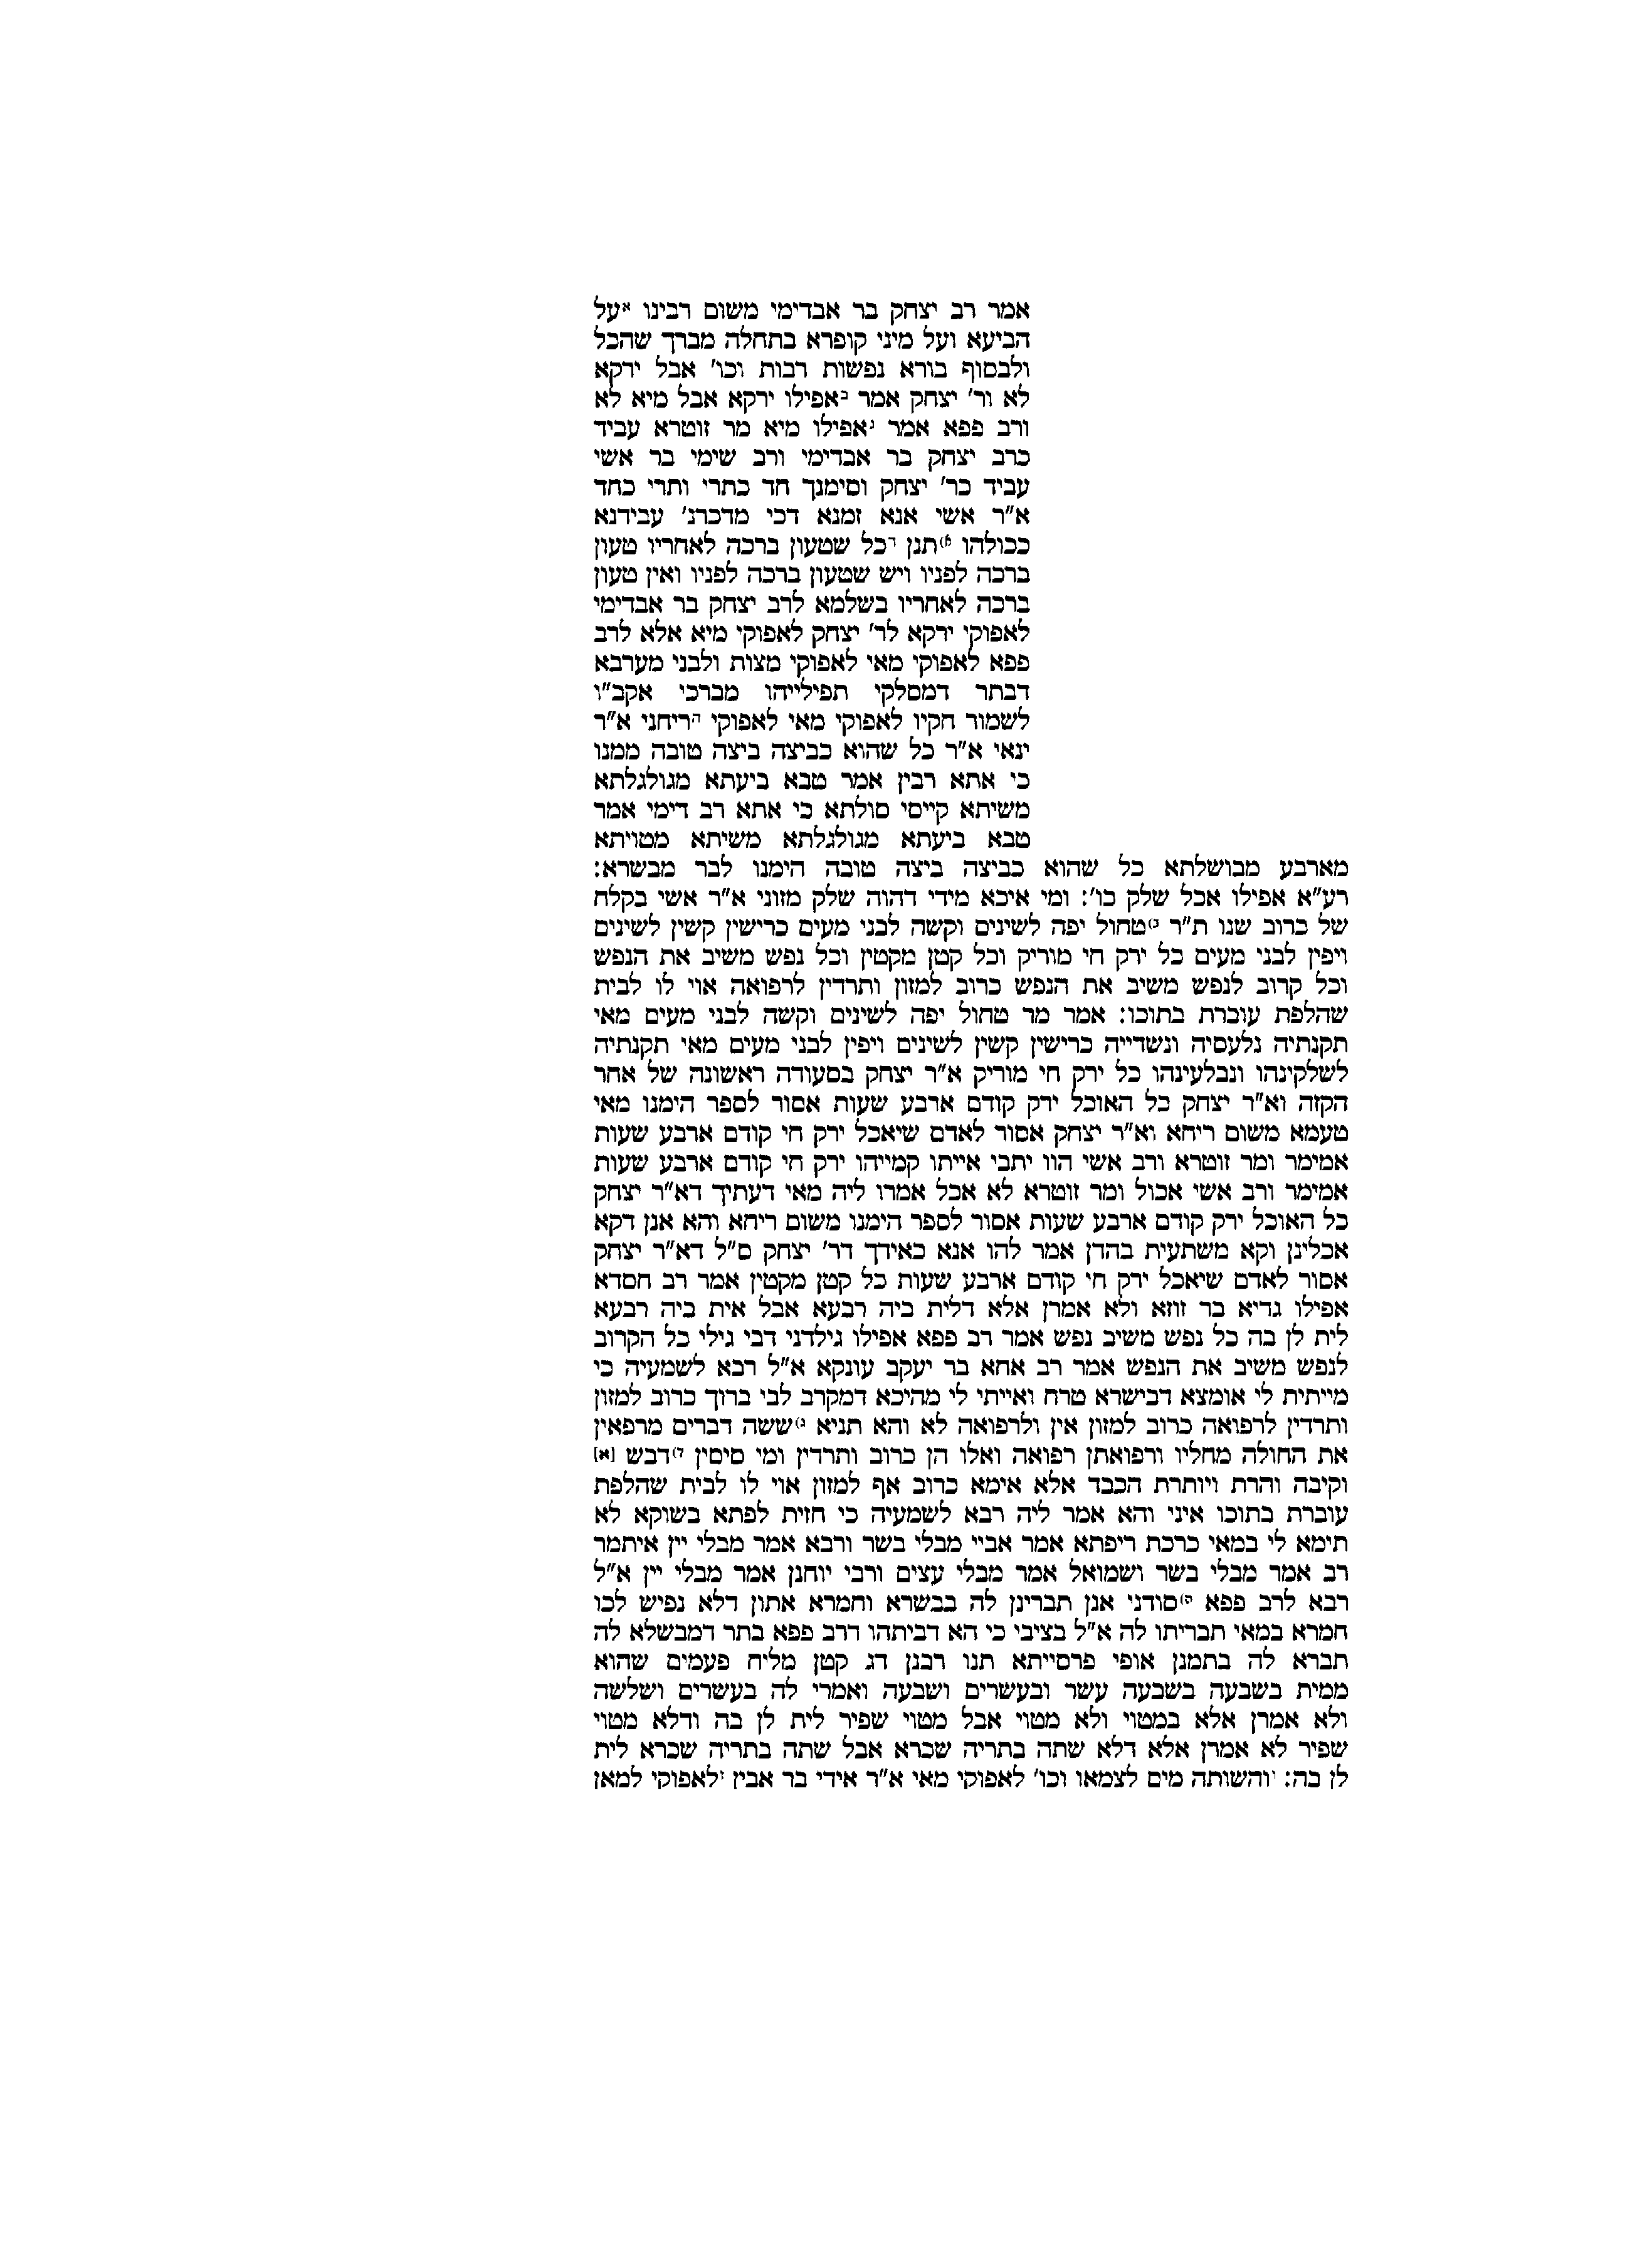 אמר רב יצחק בר אבדימי משום רבינו אעל
הביעא ועל מיני קופרא בתחלה מברך שהכל
ולבסוף בורא נפשות רבות וכו' אבל ירקא
לא ור' יצחק אמר באפילו ירקא אבל מיא לא
ורב פפא אמר גאפילו מיא מר זוטרא עביד
כרב יצחק בר אבדימי ורב שימי בר אשי
עביד כר' יצחק וסימנך חד כתרי ותרי כחד
א"ר אשי אנא זמנא דכי מדכרנ' עבידנא
ככולהו א)תנן דכל שטעון ברכה לאחריו טעון
ברכה לפניו ויש שטעון ברכה לפניו ואין טעון
ברכה לאחריו בשלמא לרב יצחק בר אבדימי
לאפוקי ירקא לר' יצחק לאפוקי מיא אלא לרב
פפא לאפוקי מאי לאפוקי מצות ולבני מערבא
דבתר דמסלקי תפילייהו מברכי אקב"ו
לשמור חקיו לאפוקי מאי לאפוקי הריחני א"ר
ינאי א"ר כל שהוא כביצה ביצה טובה ממנו
כי אתא רבין אמר טבא ביעתא מגולגלתא
משיתא קייסי סולתא כי אתא רב דימי אמר
טבא ביעתא מגולגלתא משיתא מטויתא
מארבע מבושלתא כל שהוא כביצה ביצה טובה הימנו לבר מבשרא:
רע"א אפילו אכל שלק כו': ומי איכא מידי דהוה שלק מזוני א"ר אשי בקלח
של כרוב שנו ת"ר ב)טחול יפה לשינים וקשה לבני מעים כרישין קשין לשינים
ויפין לבני מעים כל ירק חי מוריק וכל קטן מקטין וכל נפש משיב את הנפש
וכל קרוב לנפש משיב את הנפש כרוב למזון ותרדין לרפואה אוי לו לבית
שהלפת עוברת בתוכו: אמר מר טחול יפה לשינים וקשה לבני מעים מאי
תקנתיה נלעסיה ונשדייה כרישין קשין לשינים ויפין לבני מעים מאי תקנתיה
לשלקינהו ונבלעינהו כל ירק חי מוריק א"ר יצחק בסעודה ראשונה של אחר
הקזה וא"ר יצחק כל האוכל ירק קודם ארבע שעות אסור לספר הימנו מאי
טעמא משום ריחא וא"ר יצחק אסור לאדם שיאכל ירק חי קודם ארבע שעות
אמימר ומר זוטרא ורב אשי הוו יתבי אייתו קמייהו ירק חי קודם ארבע שעות
אמימר ורב אשי אכול ומר זוטרא לא אכל אמרו ליה מאי דעתיך דא"ר יצחק
כל האוכל ירק קודם ארבע שעות אסור לספר הימנו משום ריחא והא אנן דקא
אכלינן וקא משתעית בהדן אמר להו אנא כאידך דר' יצחק ס"ל דא"ר יצחק
אסור לאדם שיאכל ירק חי קודם ארבע שעות כל קטן מקטין אמר רב חסדא
אפילו גדיא בר זוזא ולא אמרן אלא דלית ביה רבעא אבל אית ביה רבעא
לית לן בה כל נפש משיב נפש אמר רב פפא אפילו גילדני דבי גילי כל הקרוב
לנפש משיב את הנפש אמר רב אחא בר יעקב עונקא א"ל רבא לשמעיה כי
מייתית לי אומצא דבישרא טרח ואייתי לי מהיכא דמקרב לבי ברוך כרוב למזון
ותרדין לרפואה כרוב למזון אין ולרפואה לא והא תניא ג)ששה דברים מרפאין
את החולה מחליו ורפואתן רפואה ואלו הן כרוב ותרדין ומי סיסין ד)דבש [א]
וקיבה והרת ויותרת הכבד אלא אימא כרוב אף למזון אוי לו לבית שהלפת
עוברת בתוכו איני והא אמר ליה רבא לשמעיה כי חזית לפתא בשוקא לא
תימא לי במאי כרכת ריפתא אמר אביי מבלי בשר ורבא אמר מבלי יין איתמר
רב אמר מבלי בשר ושמואל אמר מבלי עצים ורבי יוחנן אמר מבלי יין א"ל
רבא לרב פפא ה)סודני אנן תברינן לה בבשרא וחמרא אתון דלא נפיש לכו
חמרא במאי תבריתו לה א"ל בציבי כי הא דביתהו דרב פפא בתר דמבשלא לה
תברא לה בתמנן אופי פרסייתא תנו רבנן דג קטן מליח פעמים שהוא
ממית בשבעה בשבעה עשר ובעשרים ושבעה ואמרי לה בעשרים ושלשה
ולא אמרן אלא במטוי ולא מטוי אבל מטוי שפיר לית לן בה ודלא מטוי
שפיר לא אמרן אלא דלא שתה בתריה שכרא אבל שתה בתריה שכרא לית
לן בה: ווהשותה מים לצמאו וכו' לאפוקי מאי א"ר אידי בר אבין זלאפוקי למאן